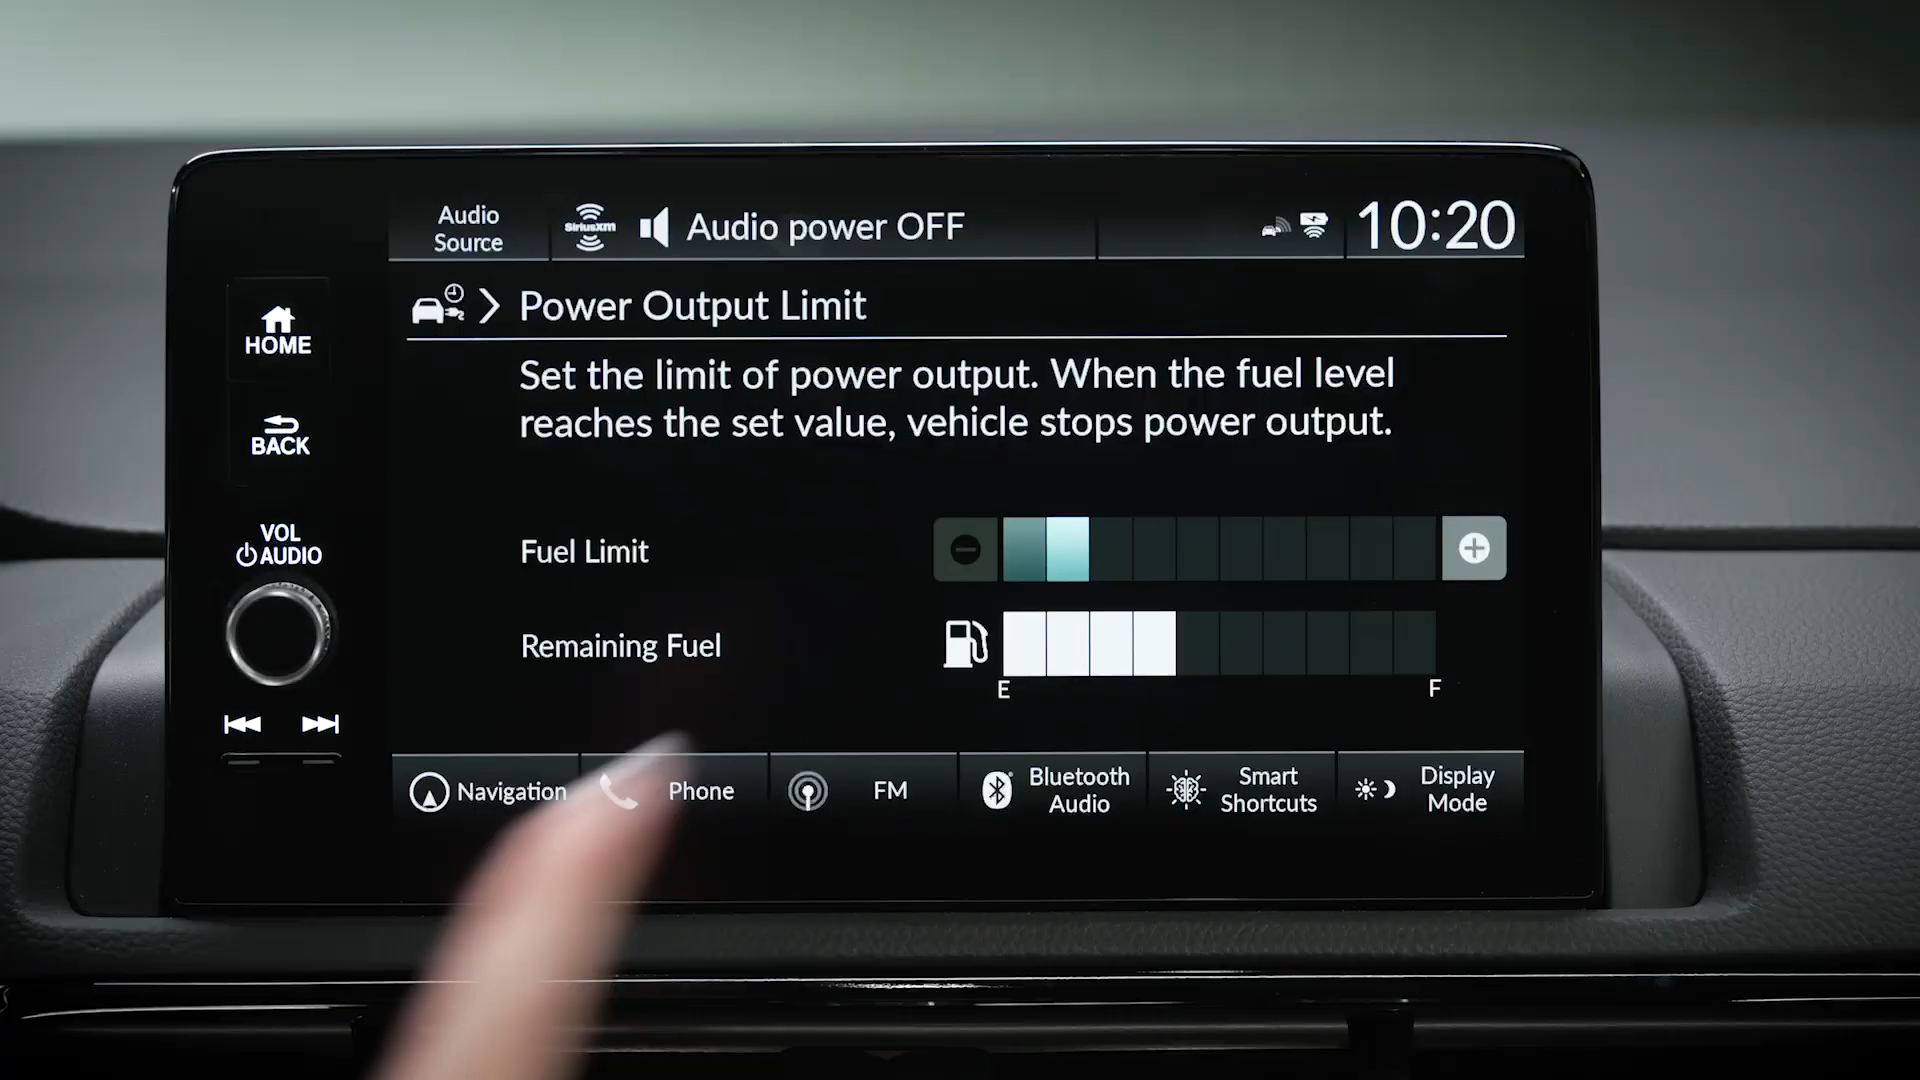 Audio
Source
SiriusXM
Audio power OFF
10:20
HOME
Power Output Limit
Set the limit of power output. When the fuel level
reaches the set value, vehicle stops power output.
BACK
VOL
AUDIO
Fuel Limit
Remaining Fuel
E
F
Navigation
Phone
FM
Bluetooth
Audio
Smart
Shortcuts
Display
Mode